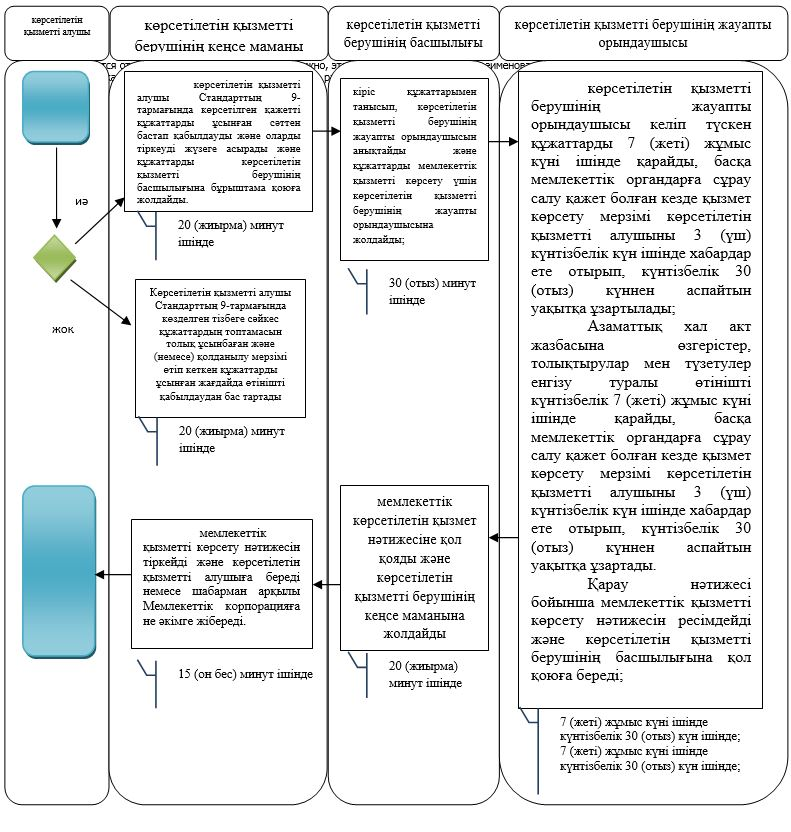 көрсетілетін
қызметті алушы
көрсетілетін қызметті
берушінің кеңсе маманы
көрсетілетін қызметті
берушінің басшылығы
көрсетілетін қызметті берушінің жауапты
орындаушысы
көрсетілетін қызметті
алушы Стандарттың 9-
тармағында көрсетілген қажетті
құжаттарды ұсынған сәттен
бастап қабылдауды және оларды
тіркеуді жүзеге асырады және
құжаттарды көрсетілетін
қызметті берушінің
басшылығына бұрыштама қоюға
жолдайды.
20 (жиырма) минут
ішінде
иә
жок
Көрсетілетін қызметті алушы
Стандарттың 9-тармағында
көзделген тізбеге сәйкес
құжаттардың топтамасын
толық ұсынбаған және
(немесе) қолданылу мерзімі
өтіп кеткен құжаттарды
ұсынған жағдайда өтінішті
қабылдаудан бас тартады
20 (жиырма) минут
ішінде
кіріс құжаттарымен
танысып, көрсетілетін
қызметті берушінің
жауапты орындаушысын
анықтайды және
құжаттарды мемлекеттік
қызметті көрсету үшін
көрсетілетін қызметті
берушінің жауапты
орындаушысына
жолдайды;
30 (отыз) минут
ішінде
көрсетілетін қызметті
берушінің жауапты
орындаушысы келіп түскен
құжаттарды 7 (жеті) жұмыс
күні ішінде қарайды, басқа
мемлекеттік органдарға сұрау
салу қажет болған кезде қызмет
көрсету мерзімі көрсетілетін
қызметті алушыны 3 (үш)
күнтізбелік күн ішінде хабардар
ете отырып, күнтізбелік 30
(отыз) күннен аспайтын
уақытқа ұзартылады;
Азаматтық хал акт
жазбасына өзгерістер,
толықтырулар мен түзетулер
енгізу туралы өтінішті
күнтізбелік 7 (жеті) жұмыс күні
ішінде қарайды, басқа
мемлекеттік органдарға сұрау
салу қажет болған кезде қызмет
көрсету мерзімі көрсетілетін
қызметті алушыны 3 (үш)
күнтізбелік күн ішінде хабардар
ете отырып, күнтізбелік 30
(отыз) күннен аспайтын
уақытқа ұзартады.
Қарау нәтижесі
бойынша мемлекеттік қызметті
көрсету нәтижесін ресімдейді
және көрсетілетін қызметті
берушінің басшылығына қол
қоюға береді;
7 (жеті) жұмыс күні ішінде
күнтізбелік 30 (отыз) күн ішінде;
7 (жеті) жұмыс күні ішінде
күнтізбелік 30 (отыз) күн ішінде;
мемлекеттік
көрсетілетін қызмет
нәтижесіне қол
қояды және
көрсетілетін
қызметті берушінің
кеңсе маманына
жолдайды
20 (жиырма)
минут ішінде
мемлекеттік
қызметті көрсету нәтижесін
тіркейді және көрсетілетін
қызметті алушыға береді
немесе шабарман арқылы
Мемлекеттік корпорацияға
не әкімге жібереді.
15 (он бес) минут ішінде